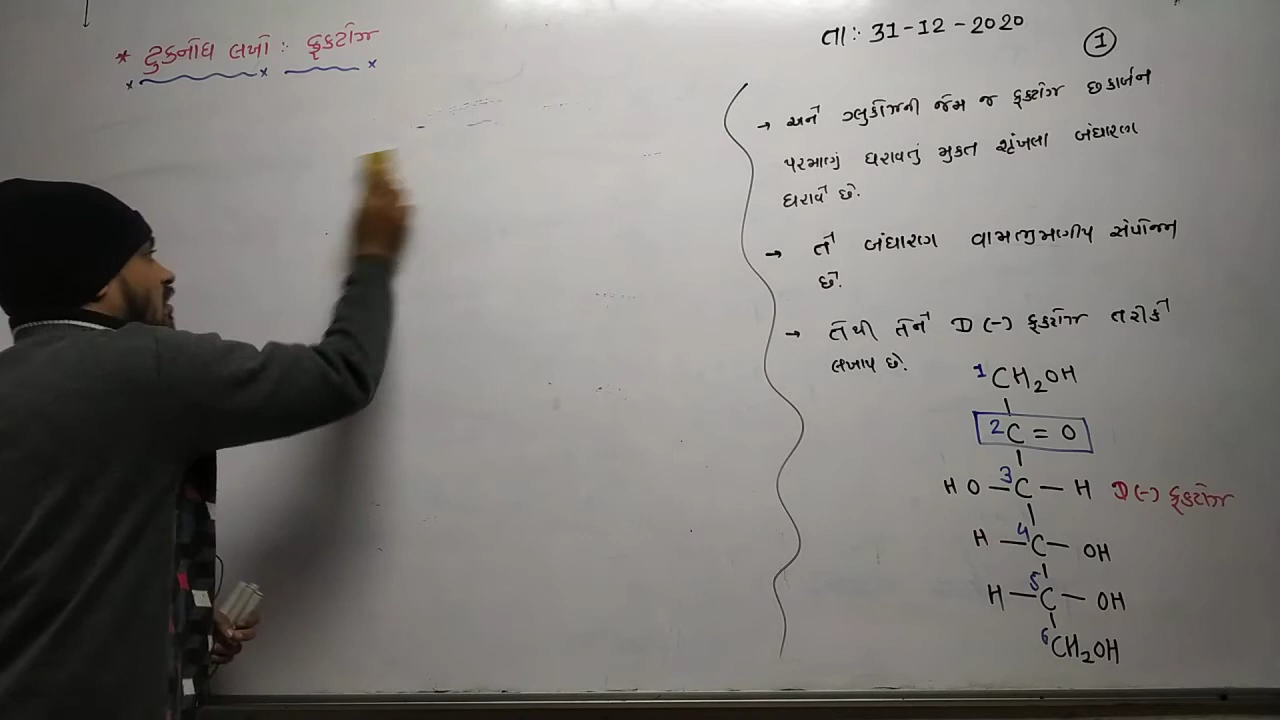 * ટુકનોંધ લખો : ફ્રુક્ટોઝ
તા : 31-12-2020
1
→ અને ગ્લુકોઝની જેમ જ ફ્રુક્ટોઝ છ કાર્બન
પરમાણું ધરાવતું મુક્ત શૃંખલા બંધારણ
ધરાવે છે.
→ તે બંધારણ વામભ્રમણીય સંયોજન
છે.
→ તેથી તેને D (-) ફ્રુક્ટોઝ તરીકે
લખાય છે.
1CH2OH
2C = O
HO — 3C — H D (-) ફ્રુક્ટોઝ
H — 4C — OH
H — 5C — OH
6CH2OH